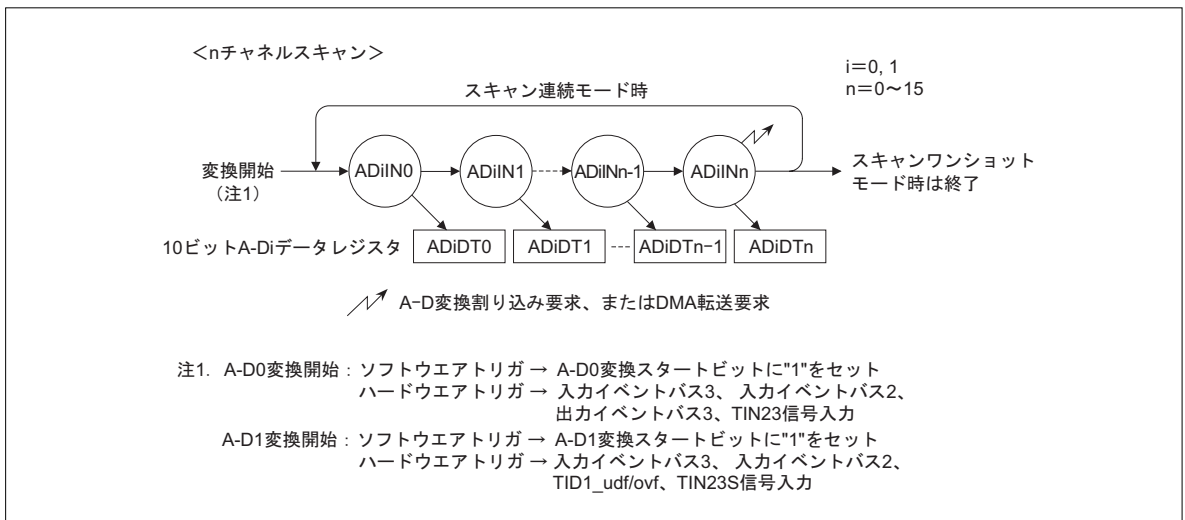 ＜nチャネルスキャン＞
i＝0, 1
n＝0～15
スキャン連続モード時
変換開始
（注1）
ADiIN0
ADiIN1
ADiINn-1
ADiINn
スキャンワンショット
モード時は終了
10ビットA-Diデータレジスタ
ADiDT0
ADiDT1
ADiDTn−1
ADiDTn
A−D変換割り込み要求、またはDMA転送要求
注1. A-D0変換開始：ソフトウエアトリガ → A-D0変換スタートビットに"1"をセット
ハードウエアトリガ → 入力イベントバス3、 入力イベントバス2、
出力イベントバス3、TIN23信号入力
A-D1変換開始：ソフトウエアトリガ → A-D1変換スタートビットに"1"をセット
ハードウエアトリガ → 入力イベントバス3、 入力イベントバス2、
TID1_udf/ovf、TIN23S信号入力